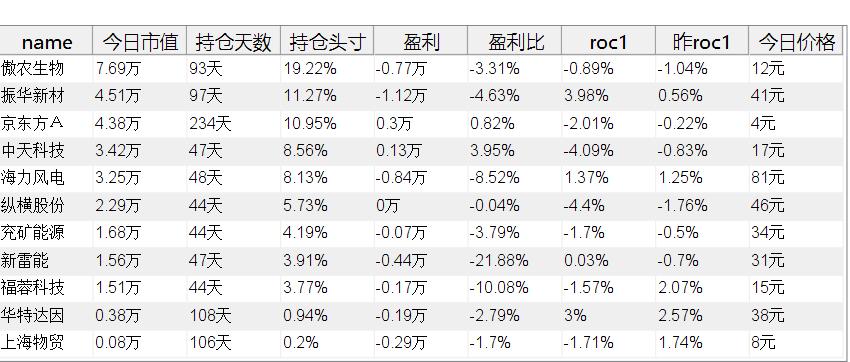 name 今日市值 持仓天数 持仓头寸 盈利 盈利比 roc1 昨roc1 今日价格
傲农生物 7.69万 93天 19.22% -0.77万 -3.31% -0.89% -1.04% 12元
振华新材 4.51万 97天 11.27% -1.12万 -4.63% 3.98% 0.56% 41元
京东方Ａ 4.38万 234天 10.95% 0.3万 0.82% -2.01% -0.22% 4元
中天科技 3.42万 47天 8.56% 0.13万 3.95% -4.09% -0.83% 17元
海力风电 3.25万 48天 8.13% -0.84万 -8.52% 1.37% 1.25% 81元
纵横股份 2.29万 44天 5.73% 0万 -0.04% -4.4% -1.76% 46元
兖矿能源 1.68万 44天 4.19% -0.07万 -3.79% -1.7% -0.5% 34元
新雷能 1.56万 47天 3.91% -0.44万 -21.88% 0.03% -0.7% 31元
福蓉科技 1.51万 44天 3.77% -0.17万 -10.08% -1.57% 2.07% 15元
华特达因 0.38万 108天 0.94% -0.19万 -2.79% 3% 2.57% 38元
上海物贸 0.08万 106天 0.2% -0.29万 -1.7% -1.71% 1.74% 8元